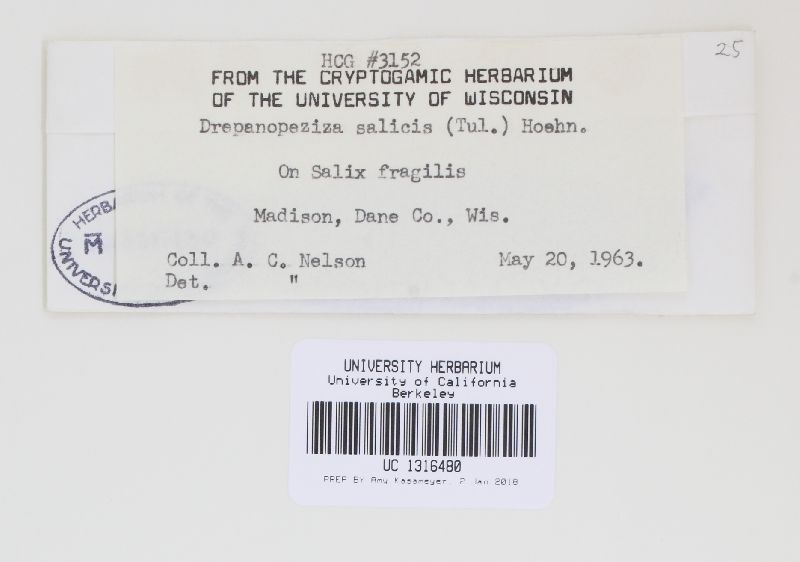 25
HCG #3152
FROM THE CRYPTOGAMIC HERBARIUM
OF THE UNIVERSITY OF WISCONSIN
Drepanopeziza salicis (Tul.) Hoehn.
On Salix fragilis
Madison, Dane Co., Wis.
Coll. A. C. Nelson May 20, 1963.
Det. "
HERBA
M
UNIVERSI
UNIVERSITY HERBARIUM
University of California
Berkeley
UC 1316480
PREP BY Amy Kasameyer, 2 Jan 2018